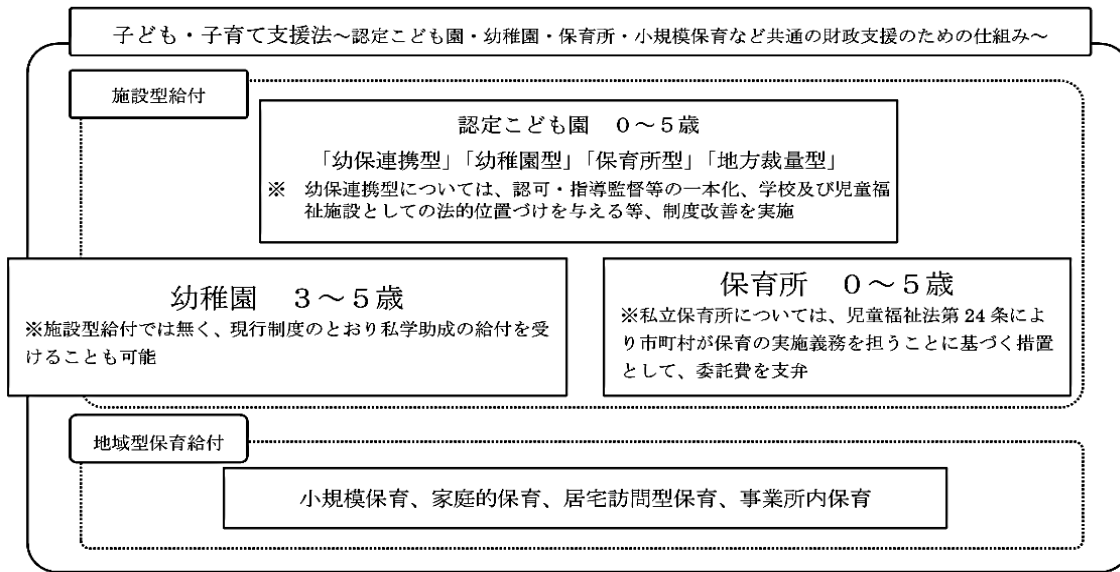 子ども・子育て支援法～認定こども園・幼稚園・保育所・小規模保育など共通の財政支援のための仕組み～
施設型給付
認定こども園　０～５歳
「幼保連携型」「幼稚園型」「保育所型」「地方裁量型」
※　幼保連携型については、認可・指導監督等の一本化、学校及び児童福
祉施設としての法的位置づけを与える等、制度改善を実施
幼稚園　３～５歳
※施設型給付では無く、現行制度のとおり私学助成の給付を受
けることも可能
保育所　０～５歳
※私立保育所については、児童福祉法第 24 条によ
り市町村が保育の実施義務を担うことに基づく措置
として、委託費を支弁
地域型保育給付
小規模保育、家庭的保育、居宅訪問型保育、事業所内保育